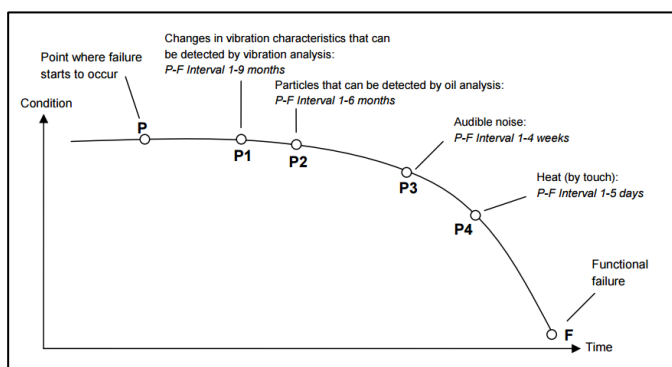 Changes in vibration characteristics that can
be detected by vibration analysis:
P-F Interval 1-9 months
Point where failure
starts to occur
Particles that can be detected by oil analysis:
P-F Interval 1-6 months
Condition
Audible noise:
P-F Interval 1-4 weeks
P
P1
P2
P3
Heat (by touch):
P-F Interval 1-5 days
P4
Functional
failure
F
Time